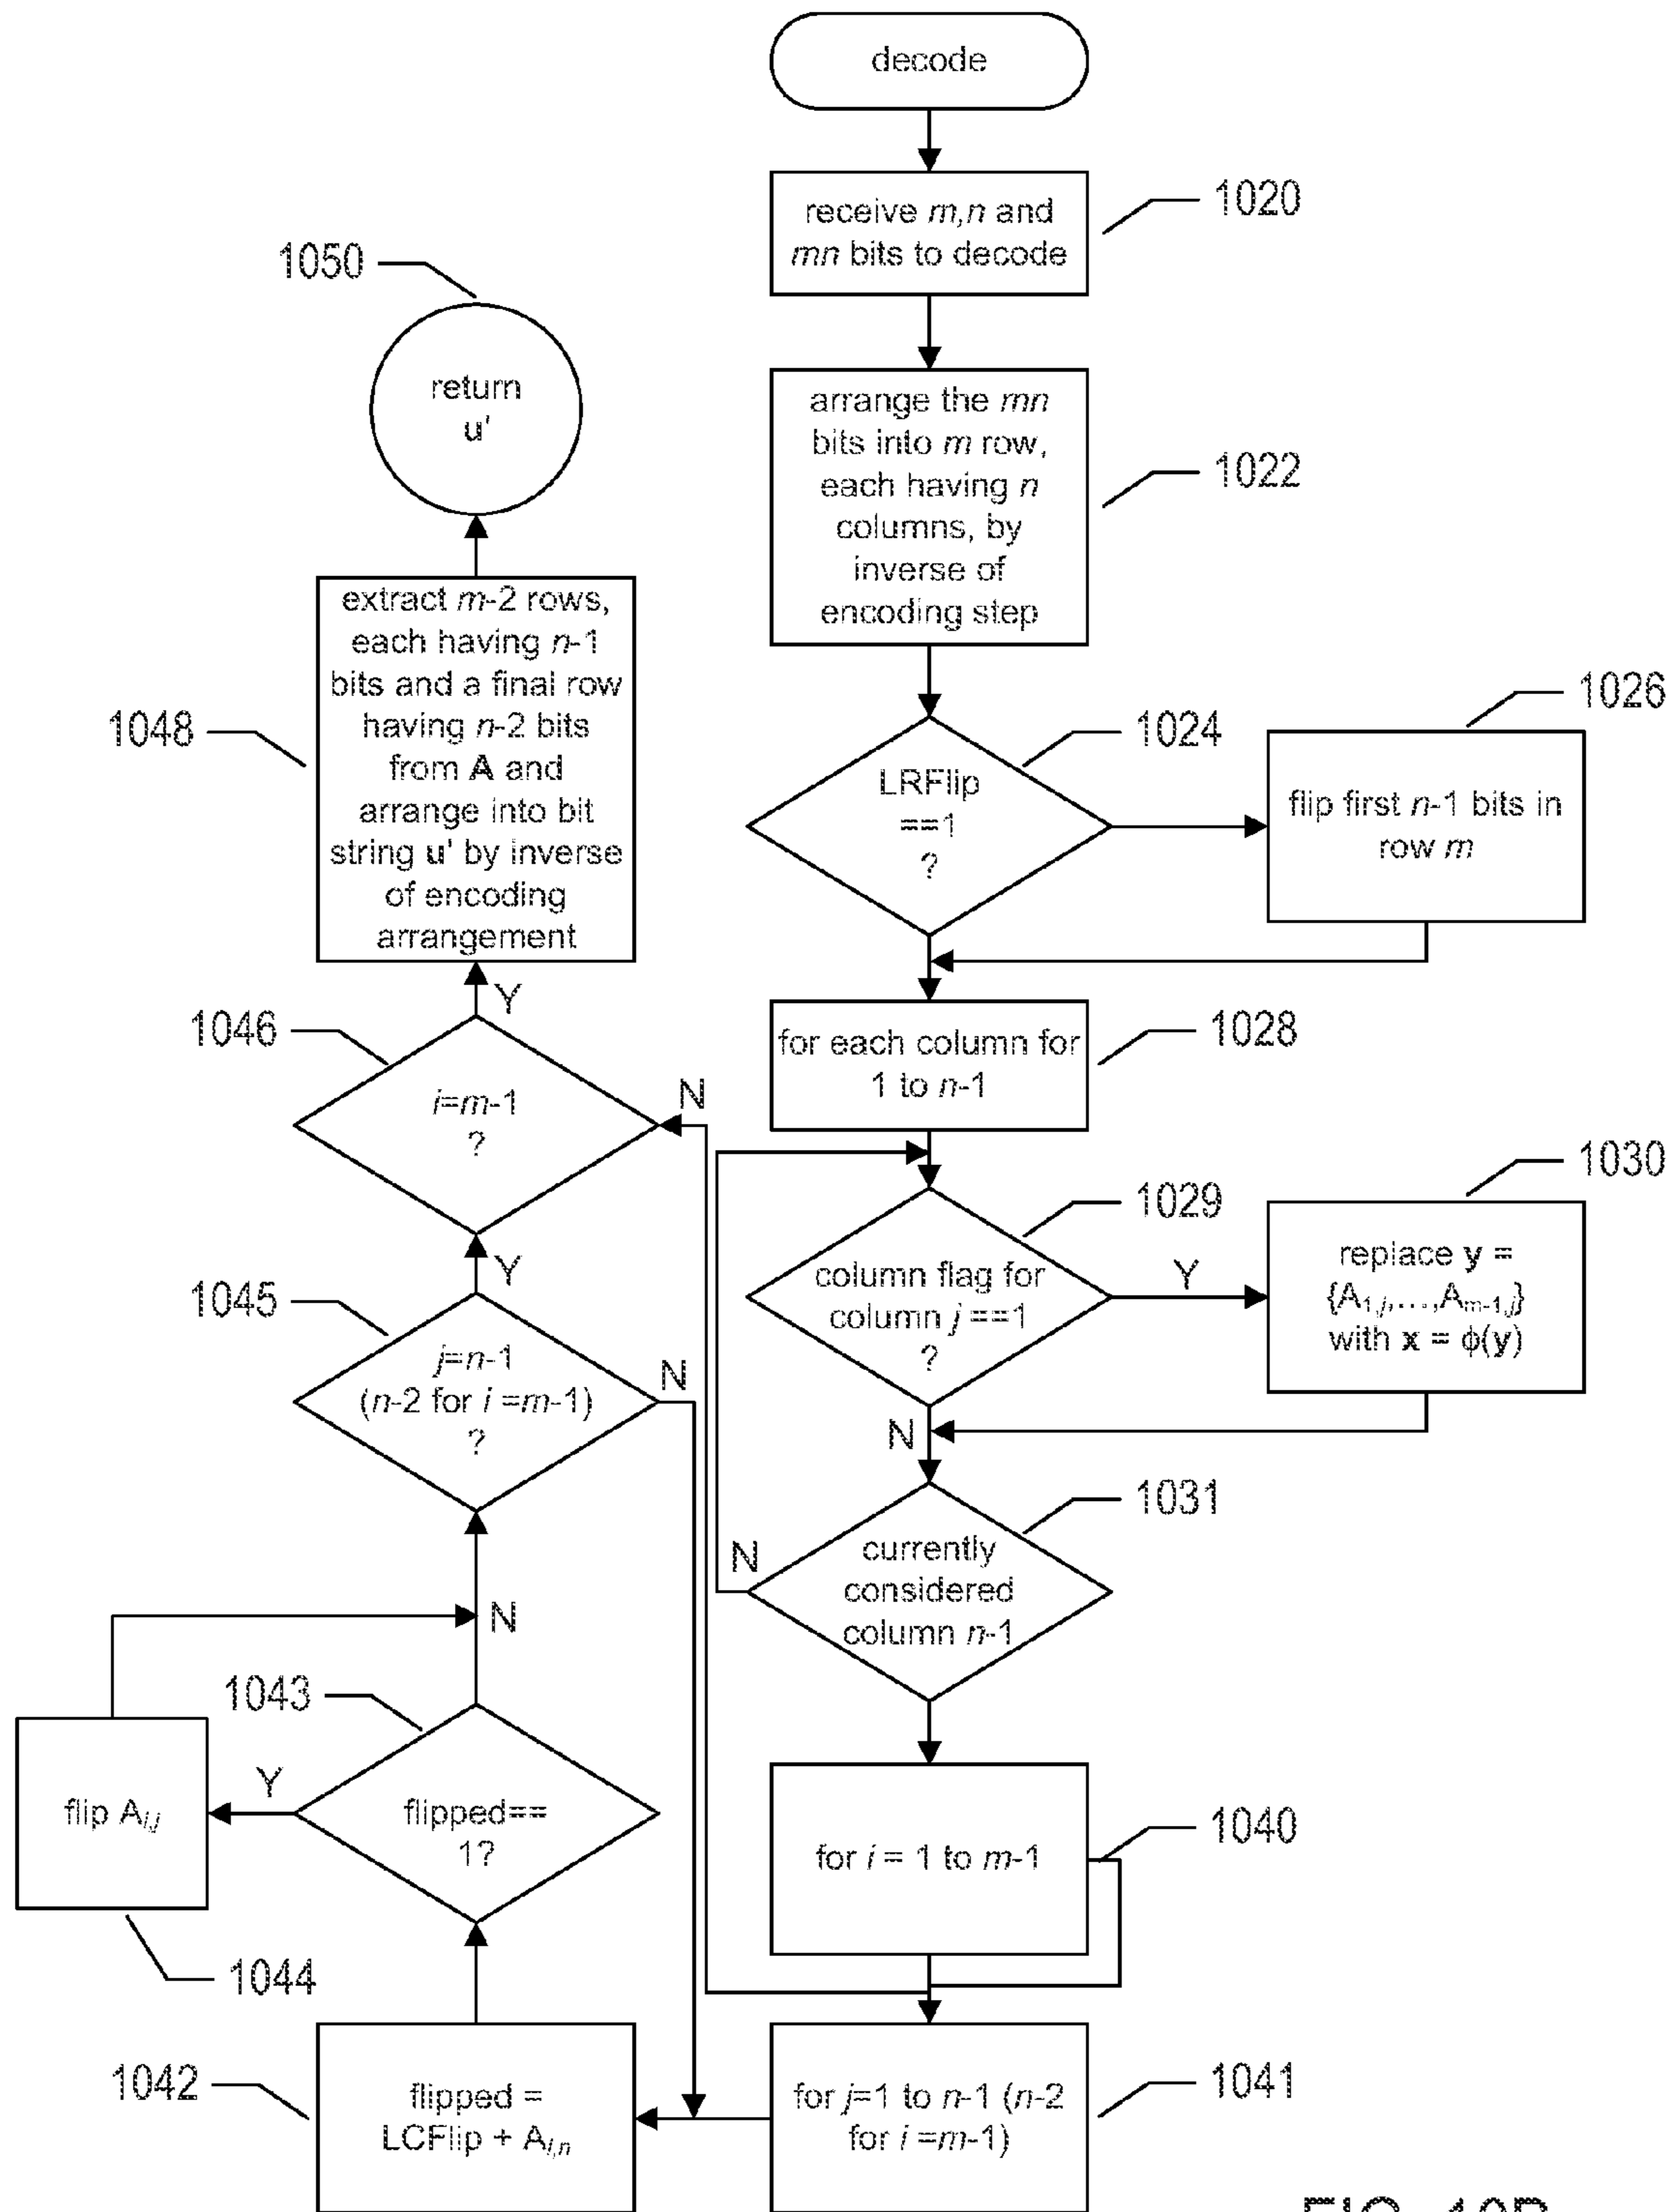 decode
receive m,n and
mn bits to decode
1020
arrange the mn
bits into m row,
each having n
columns, by
inverse of
encoding step
1022
LRFlip
==1
?
1024
flip first n-1 bits in
row m
1026
for each column for
1 to n-1
1028
column flag for
column j ==1
?
1029
Y
N
replace y =
{A1,j,…,Am-1,j}
with x = ϕ(y)
1030
currently
considered
column n-1
1031
N
for i = 1 to m-1
1040
for j=1 to n-1 (n-2
for i =m-1)
1041
flipped =
LCFlip + Ai,n
1042
flipped==
1?
1043
Y
N
flip Ai,j
1044
j=n-1
(n-2 for i =m-1)
?
1045
N
Y
i=m-1
?
1046
N
Y
extract m-2 rows,
each having n-1
bits and a final row
having n-2 bits
from A and
arrange into bit
string u' by inverse
of encoding
arrangement
1048
return
u'
1050